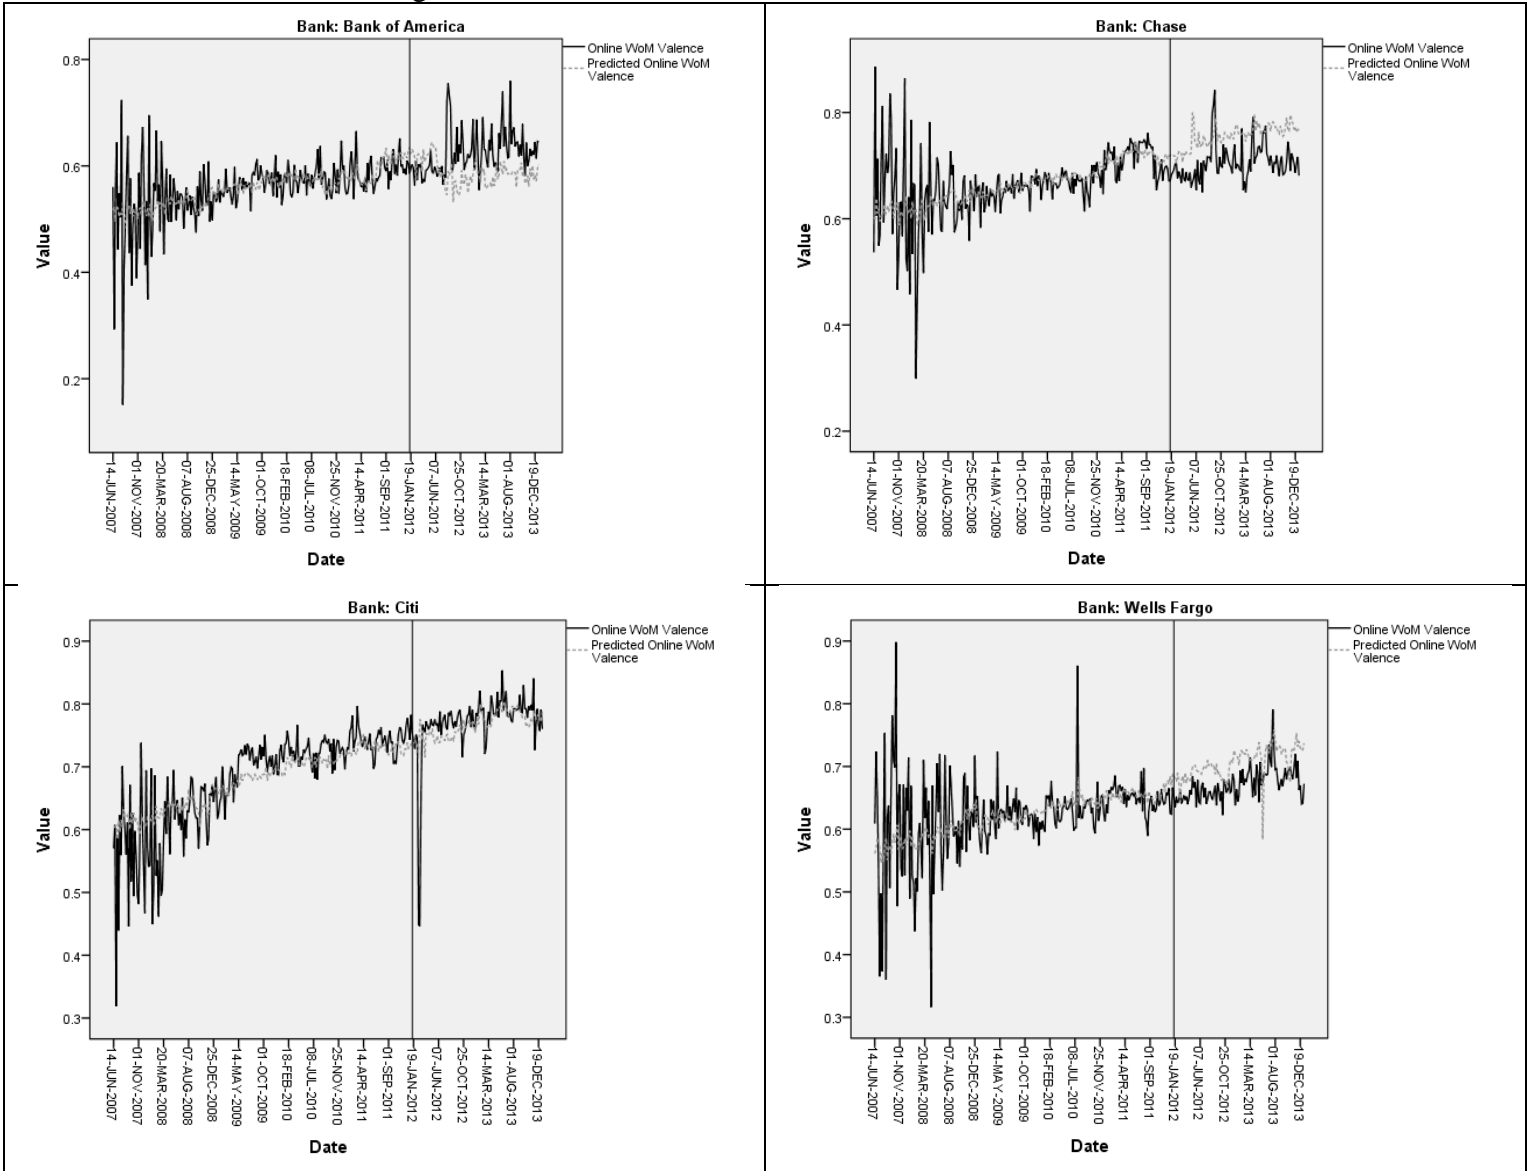 Bank: Bank of America
Online WoM Valence
Predicted Online WoM
Valence
0.8
0.6
0.4
0.2
Value
14-JUN-2007
01-NOV-2007
20-MAR-2008
07-AUG-2008
25-DEC-2008
14-MAY-2009
01-OCT-2009
18-FEB-2010
08-JUL-2010
25-NOV-2010
14-APR-2011
01-SEP-2011
19-JAN-2012
07-JUN-2012
25-OCT-2012
14-MAR-2013
01-AUG-2013
19-DEC-2013
Date
Bank: Chase
Online WoM Valence
Predicted Online WoM
Valence
0.8
0.6
0.4
0.2
Value
14-JUN-2007
01-NOV-2007
20-MAR-2008
07-AUG-2008
25-DEC-2008
14-MAY-2009
01-OCT-2009
18-FEB-2010
08-JUL-2010
25-NOV-2010
14-APR-2011
01-SEP-2011
19-JAN-2012
07-JUN-2012
25-OCT-2012
14-MAR-2013
01-AUG-2013
19-DEC-2013
Date
Bank: Citi
Online WoM Valence
Predicted Online WoM
Valence
0.9
0.8
0.7
0.6
0.5
0.4
0.3
Value
14-JUN-2007
01-NOV-2007
20-MAR-2008
07-AUG-2008
25-DEC-2008
14-MAY-2009
01-OCT-2009
18-FEB-2010
08-JUL-2010
25-NOV-2010
14-APR-2011
01-SEP-2011
19-JAN-2012
07-JUN-2012
25-OCT-2012
14-MAR-2013
01-AUG-2013
19-DEC-2013
Date
Bank: Wells Fargo
Online WoM Valence
Predicted Online WoM
Valence
0.9
0.8
0.7
0.6
0.5
0.4
0.3
Value
14-JUN-2007
01-NOV-2007
20-MAR-2008
07-AUG-2008
25-DEC-2008
14-MAY-2009
01-OCT-2009
18-FEB-2010
08-JUL-2010
25-NOV-2010
14-APR-2011
01-SEP-2011
19-JAN-2012
07-JUN-2012
25-OCT-2012
14-MAR-2013
01-AUG-2013
19-DEC-2013
Date